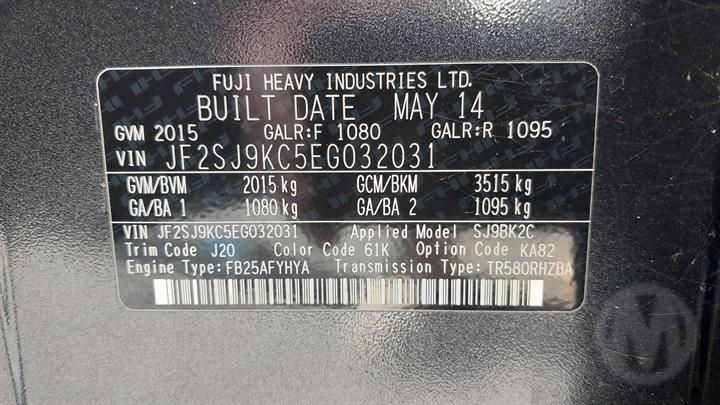 FUJI HEAVY INDUSTRIES LTD.
BUILT DATE MAY 14
GVM 2015 GALR:F 1080 GALR:R 1095
VIN JF2SJ9KC5EG032031
GVM/BVM 2015 kg GCM/BKM 3515 kg
GA/BA 1 1080 kg GA/BA 2 1095 kg
VIN JF2SJ9KC5EG032031 Applied Model SJ9BK2C
Trim Code J20 Color Code 61K Option Code KA82
Engine Type: FB25AFYHYA Transmission Type: TR580RHZBA
M